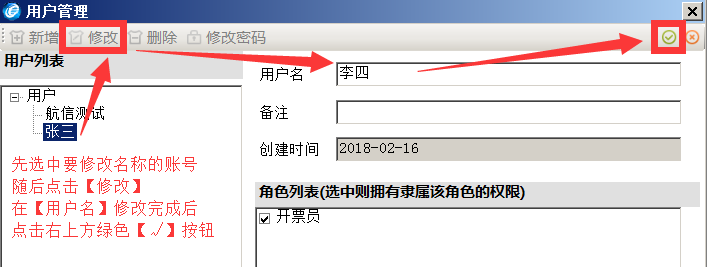 用户管理
新增 修改 删除 修改密码
用户列表
用户
航信测试
张三
先选中要修改名称的账号
随后点击【修改】
在【用户名】修改完成后
点击右上方绿色【√】按钮
用户名 李四
备注
创建时间 2018-02-16
角色列表(选中则拥有隶属该角色的权限)
开票员